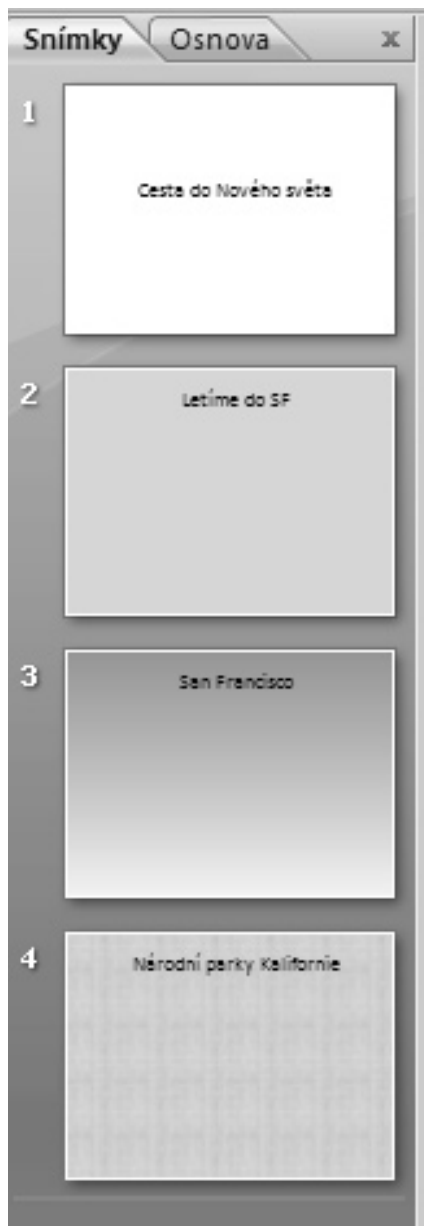 Snímky Osnova x
1
Cesta do Nového světa
2
Letíme do SF
3
San Francisco
4
Národní parky Kalifornie